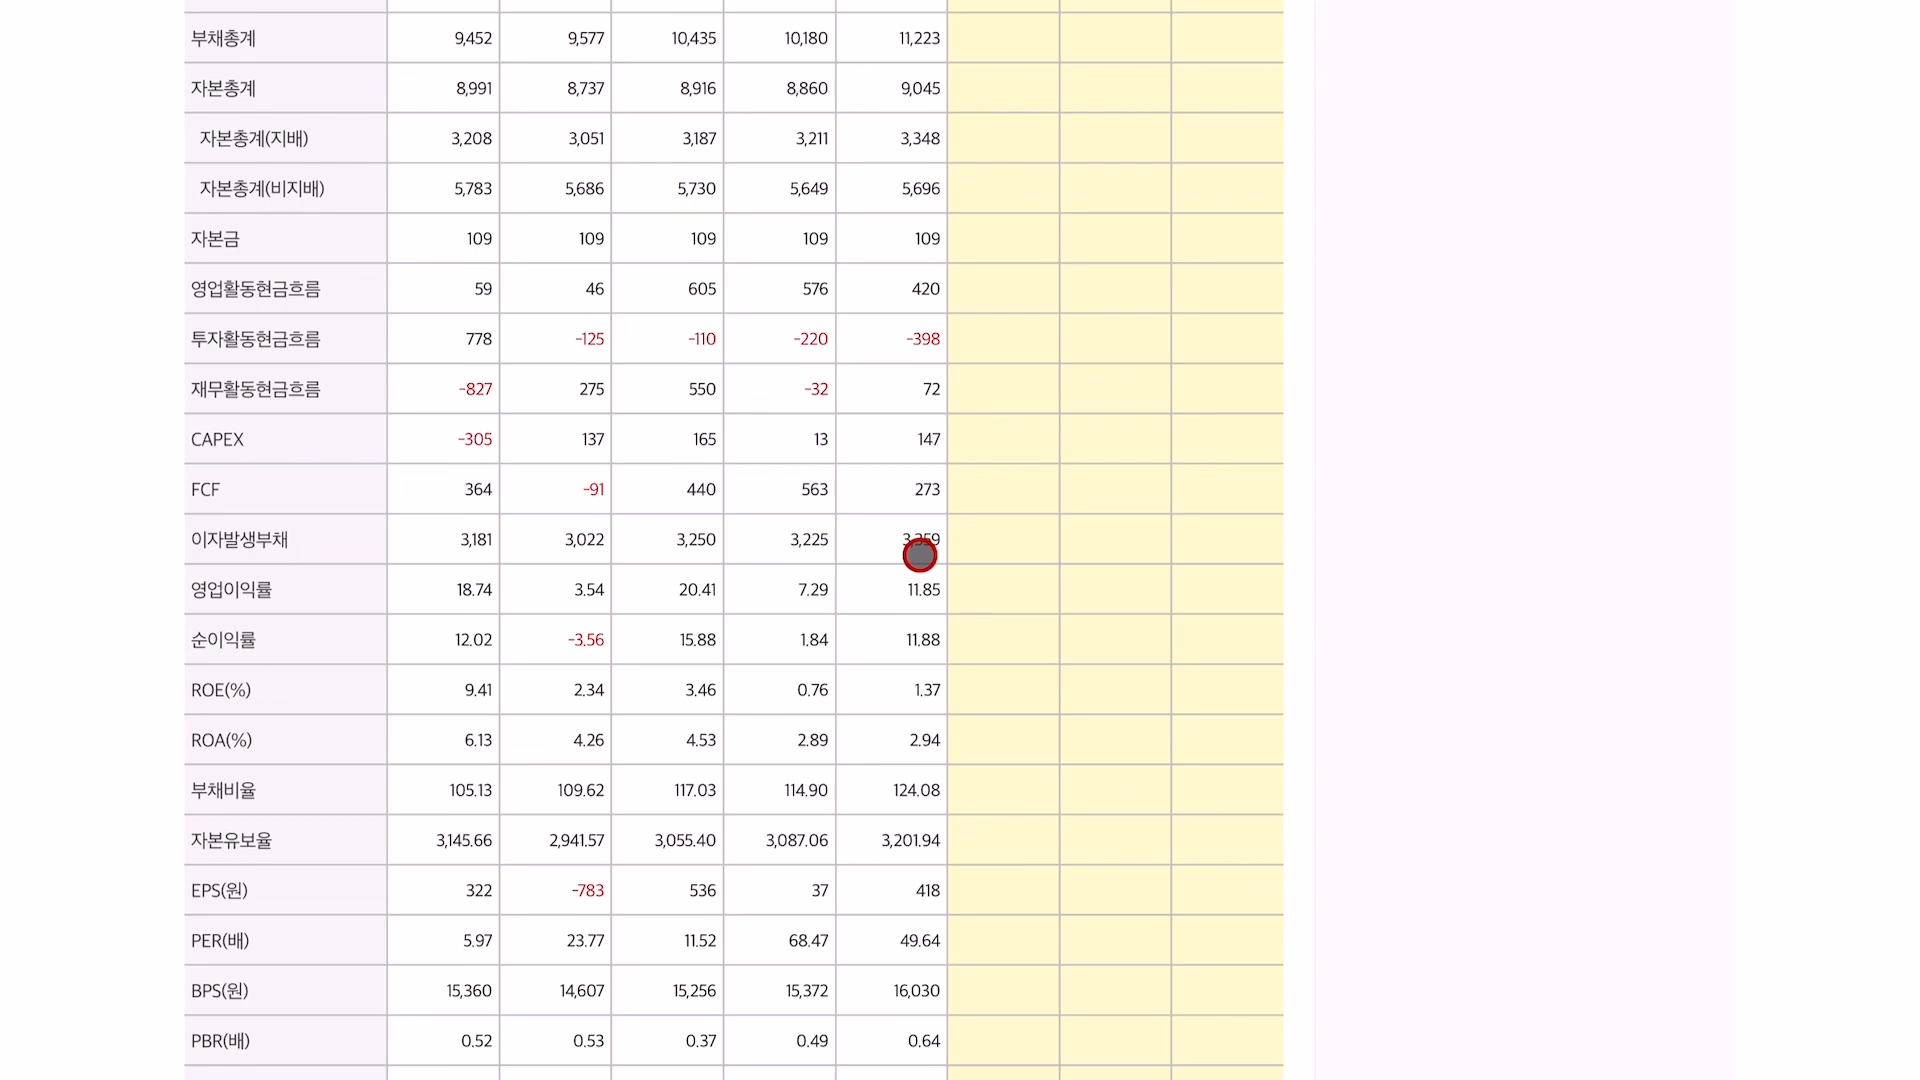 부채총계 9,452 9,577 10,435 10,180 11,223
자본총계 8,991 8,737 8,916 8,860 9,045
자본총계(지배) 3,208 3,051 3,187 3,211 3,348
자본총계(비지배) 5,783 5,686 5,730 5,649 5,696
자본금 109 109 109 109 109
영업활동현금흐름 59 46 605 576 420
투자활동현금흐름 778 -125 -110 -220 -398
재무활동현금흐름 -827 275 550 -32 72
CAPEX -305 137 165 13 147
FCF 364 -91 440 563 273
이자발생부채 3,181 3,022 3,250 3,225
영업이익률 18.74 3.54 20.41 7.29 11.85
순이익률 12.02 -3.56 15.88 1.84 11.88
ROE(%) 9.41 2.34 3.46 0.76 1.37
ROA(%) 6.13 4.26 4.53 2.89 2.94
부채비율 105.13 109.62 117.03 114.90 124.08
자본유보율 3,145.66 2,941.57 3,055.40 3,087.06 3,201.94
EPS(원) 322 -783 536 37 418
PER(배) 5.97 23.77 11.52 68.47 49.64
BPS(원) 15,360 14,607 15,256 15,372 16,030
PBR(배) 0.52 0.53 0.37 0.49 0.64